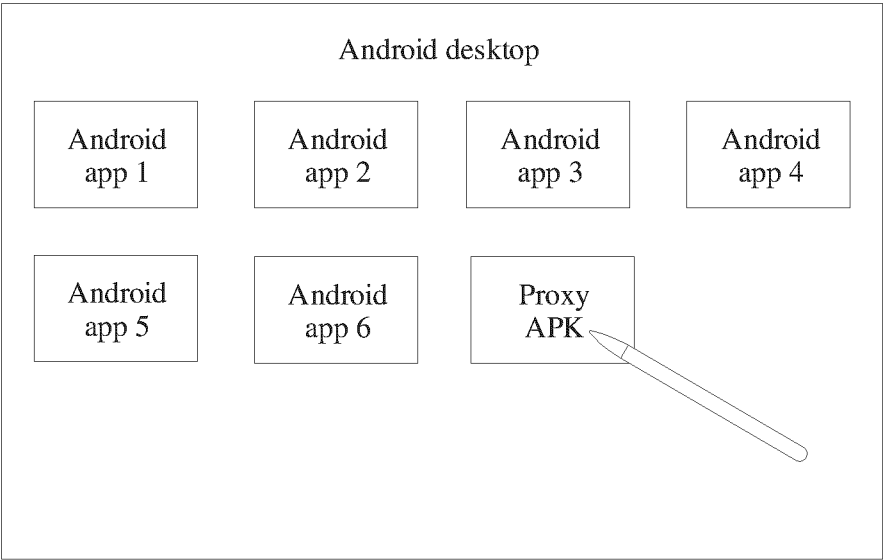 Android desktop
Android
app 1
Android
app 2
Android
app 3
Android
app 4
Android
app 5
Android
app 6
Proxy
APK